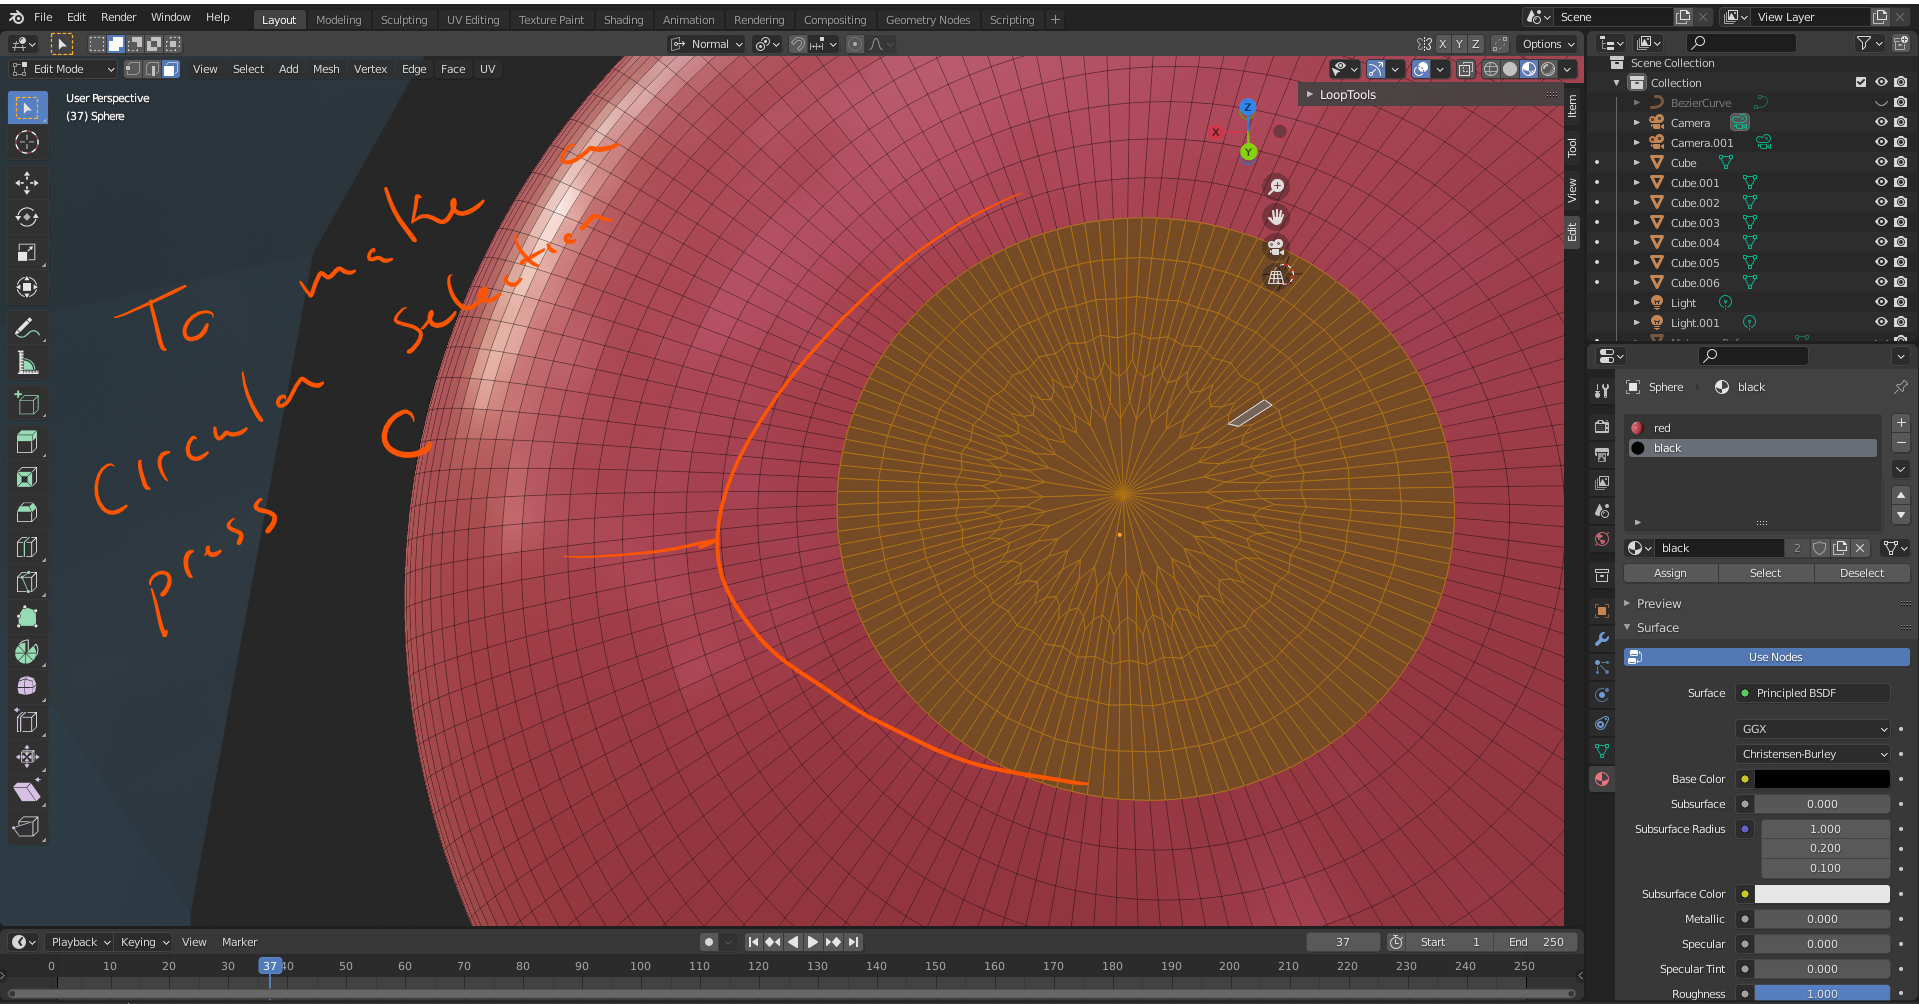 File Edit Render Window Help Layout Modeling Sculpting UV Editing Texture Paint Shading Animation Rendering Compositing Geometry Nodes Scripting + Scene View Layer
Normal X Y Z Options
Edit Mode View Select Add Mesh Vertex Edge Face UV
User Perspective
(37) Sphere
LoopTools
Item
Tool
View
Edit
Z
X
Y
To make a
Circular selection
press C
Scene Collection
Collection
BezierCurve
Camera
Camera.001
Cube
Cube.001
Cube.002
Cube.003
Cube.004
Cube.005
Cube.006
Light
Light.001
Sphere black
red
black
black 2
Assign Select Deselect
Preview
Surface
Use Nodes
Surface Principled BSDF
GGX
Christensen-Burley
Base Color
Subsurface 0.000
Subsurface Radius 1.000
0.200
0.100
Subsurface Color
Metallic 0.000
Specular 0.000
Specular Tint 0.000
Roughness 1.000
Playback Keying View Marker 37 Start 1 End 250
0 10 20 30 37 40 50 60 70 80 90 100 110 120 130 140 150 160 170 180 190 200 210 220 230 240 250